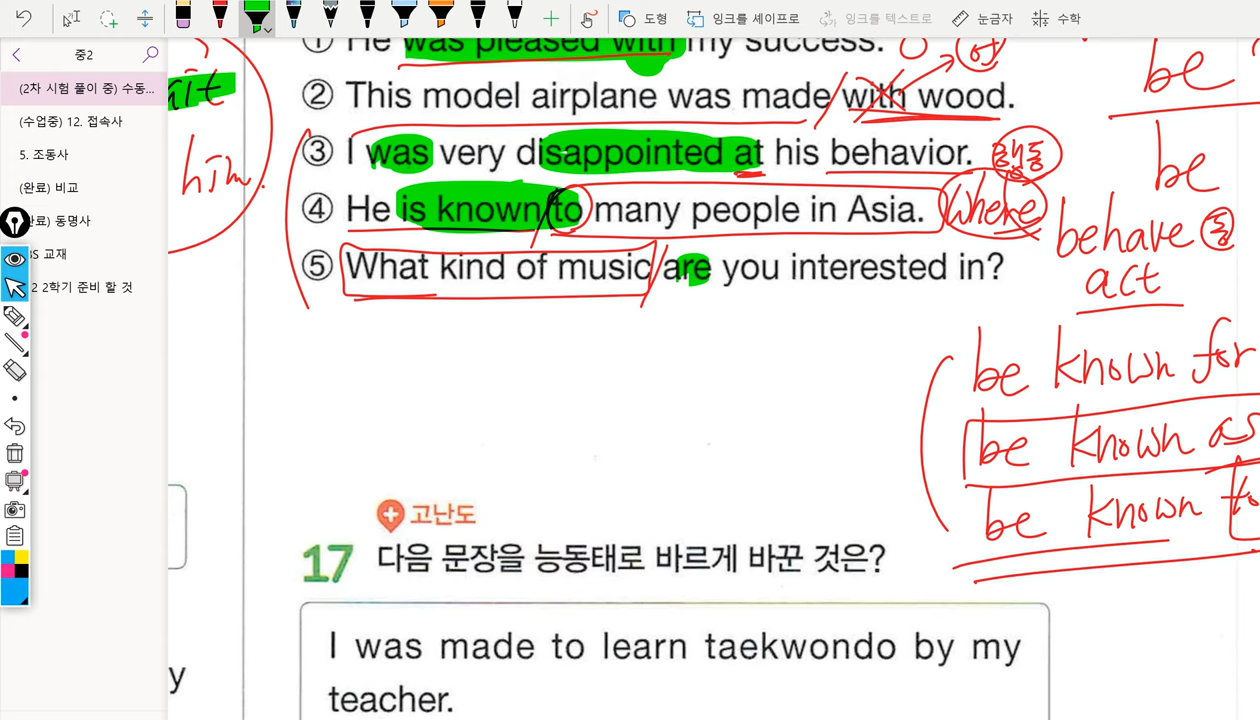 도형
잉크를 셰이프로
잉크를 텍스트로
눈금자
수학
중2
(2차 시험 풀이 중) 수동...
(수업중) 12. 접속사
5. 조동사
(완료) 비교
료) 동명사
교재
2 2학기 준비 할 것
him.
① He was pleased with my success. O of
② This model airplane was made / with wood.
③ I was very disappointed at his behavior. 행동
④ He is known / to many people in Asia. where
⑤ What kind of music / are you interested in?
be
be
behave 동
act
be known for
be known as
be known to
고난도
17 다음 문장을 능동태로 바르게 바꾼 것은?
I was made to learn taekwondo by my
teacher.
y